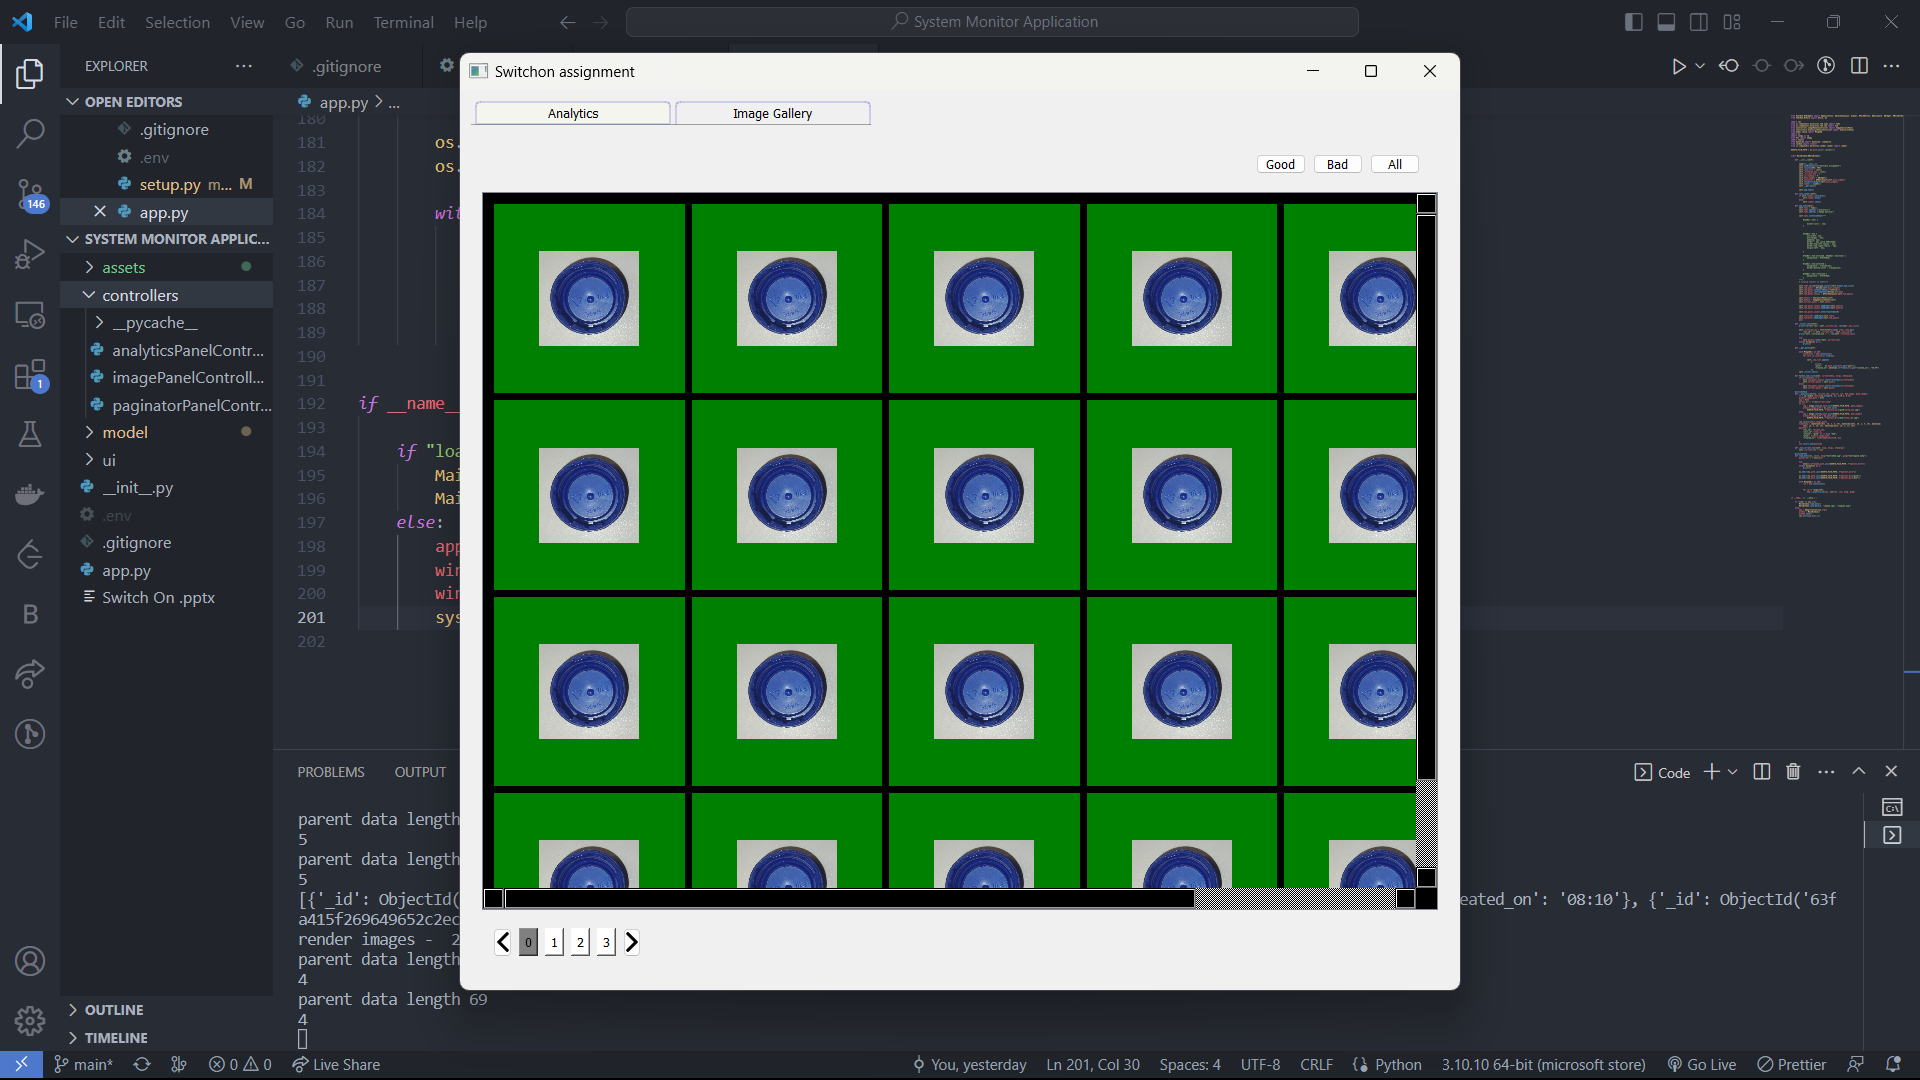 File Edit Selection View Go Run Terminal Help
System Monitor Application
EXPLORER
OPEN EDITORS
.gitignore
.env
setup.py m... M
app.py
SYSTEM MONITOR APPLIC...
assets
controllers
__pycache__
analyticsPanelContr...
imagePanelControll...
paginatorPanelContr...
model
ui
__init__.py
.env
.gitignore
app.py
Switch On .pptx
OUTLINE
TIMELINE
146
1
.gitignore
app.py > ...
180
181 os.
182 os.
183
184 wit
185
186
187
188
189
190
191
192 if __name__
193
194 if "loa
195 Mai
196 Mai
197 else:
198 app
199 win
200 win
201 sys
202
Switchon assignment
Analytics
Image Gallery
Good
Bad
All
0
1
2
3
PROBLEMS OUTPUT
Code
parent data length
5
parent data length
5
[{'_id': ObjectId(
eated_on': '08:10'}, {'_id': ObjectId('63f
a415f269649652c2ec
render images - 2
parent data length
4
parent data length 69
4
main*
0 0
Live Share
You, yesterday
Ln 201, Col 30
Spaces: 4
UTF-8
CRLF
Python
3.10.10 64-bit (microsoft store)
Go Live
Prettier